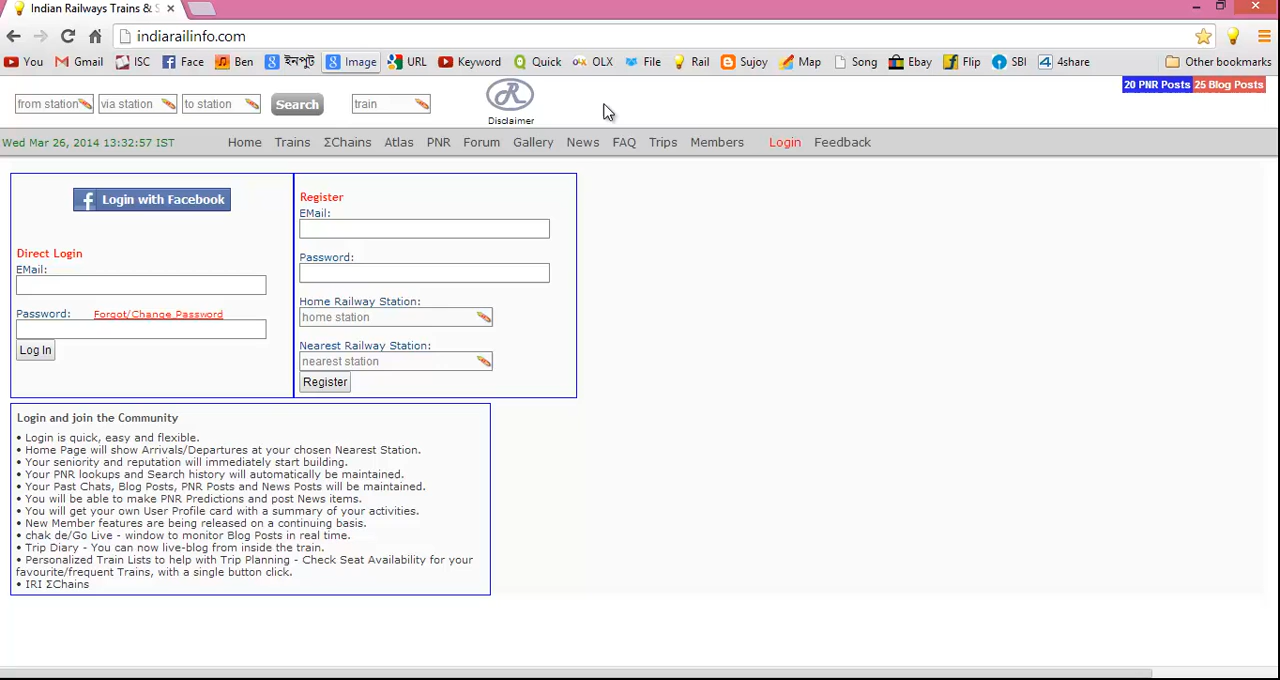 Indian Railways Trains & S
indiarailinfo.com
You Gmail ISC Face Ben ইনপুট Image URL Keyword Quick OLX File Rail Sujoy Map Song Ebay Flip SBI 4share Other bookmarks
20 PNR Posts 25 Blog Posts
from station via station to station Search train
Disclaimer
Wed Mar 26, 2014 13:32:57 IST Home Trains ΣChains Atlas PNR Forum Gallery News FAQ Trips Members Login Feedback
Login with Facebook
Direct Login
EMail:
Password: Forgot/Change Password
Log In
Register
EMail:
Password:
Home Railway Station:
home station
Nearest Railway Station:
nearest station
Register
Login and join the Community
• Login is quick, easy and flexible.
• Home Page will show Arrivals/Departures at your chosen Nearest Station.
• Your seniority and reputation will immediately start building.
• Your PNR lookups and Search history will automatically be maintained.
• Your Past Chats, Blog Posts, PNR Posts and News Posts will be maintained.
• You will be able to make PNR Predictions and post News items.
• You will get your own User Profile card with a summary of your activities.
• New Member features are being released on a continuing basis.
• chak de/Go Live - window to monitor Blog Posts in real time.
• Trip Diary - You can now live-blog from inside the train.
• Personalized Train Lists to help with Trip Planning - Check Seat Availability for your
favourite/frequent Trains, with a single button click.
• IRI ΣChains